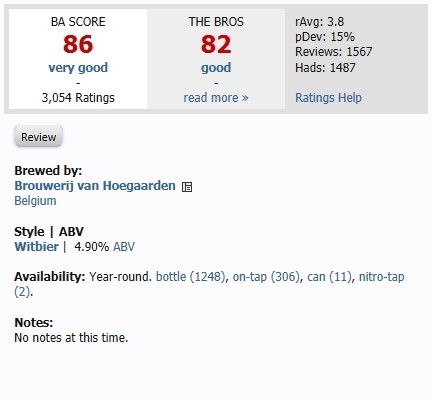 BA SCORE
86
very good
-
3,054 Ratings
THE BROS
82
good
-
read more »
rAvg: 3.8
pDev: 15%
Reviews: 1567
Hads: 1487
Ratings Help
Review
Brewed by:
Brouwerij van Hoegaarden
Belgium
Style | ABV
Witbier | 4.90% ABV
Availability: Year-round. bottle (1248), on-tap (306), can (11), nitro-tap
(2).
Notes:
No notes at this time.